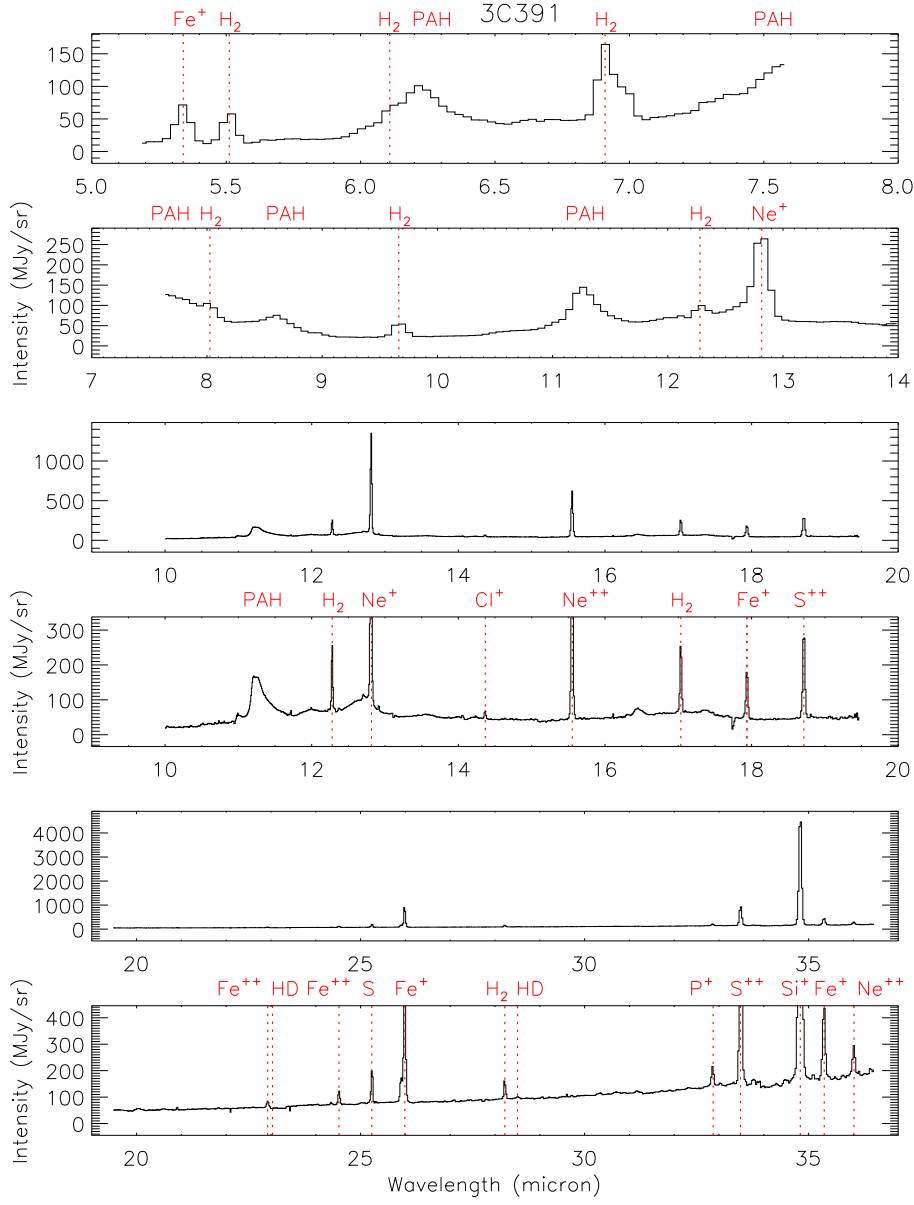 3C391
Fe⁺ H₂ H₂ PAH H₂ PAH
150
100
50
0
5.0 5.5 6.0 6.5 7.0 7.5 8.0
PAH H₂ PAH H₂ PAH H₂ Ne⁺
Intensity (MJy/sr)
250
200
150
100
50
0
7 8 9 10 11 12 13 14
1000
500
0
10 12 14 16 18 20
PAH H₂ Ne⁺ Cl⁺ Ne⁺⁺ H₂ Fe⁺ S⁺⁺
Intensity (MJy/sr)
300
200
100
0
10 12 14 16 18 20
4000
3000
2000
1000
0
20 25 30 35
Fe⁺⁺ HD Fe⁺⁺ S Fe⁺ H₂ HD P⁺ S⁺⁺ Si⁺ Fe⁺ Ne⁺⁺
Intensity (MJy/sr)
400
300
200
100
0
20 25 30 35
Wavelength (micron)